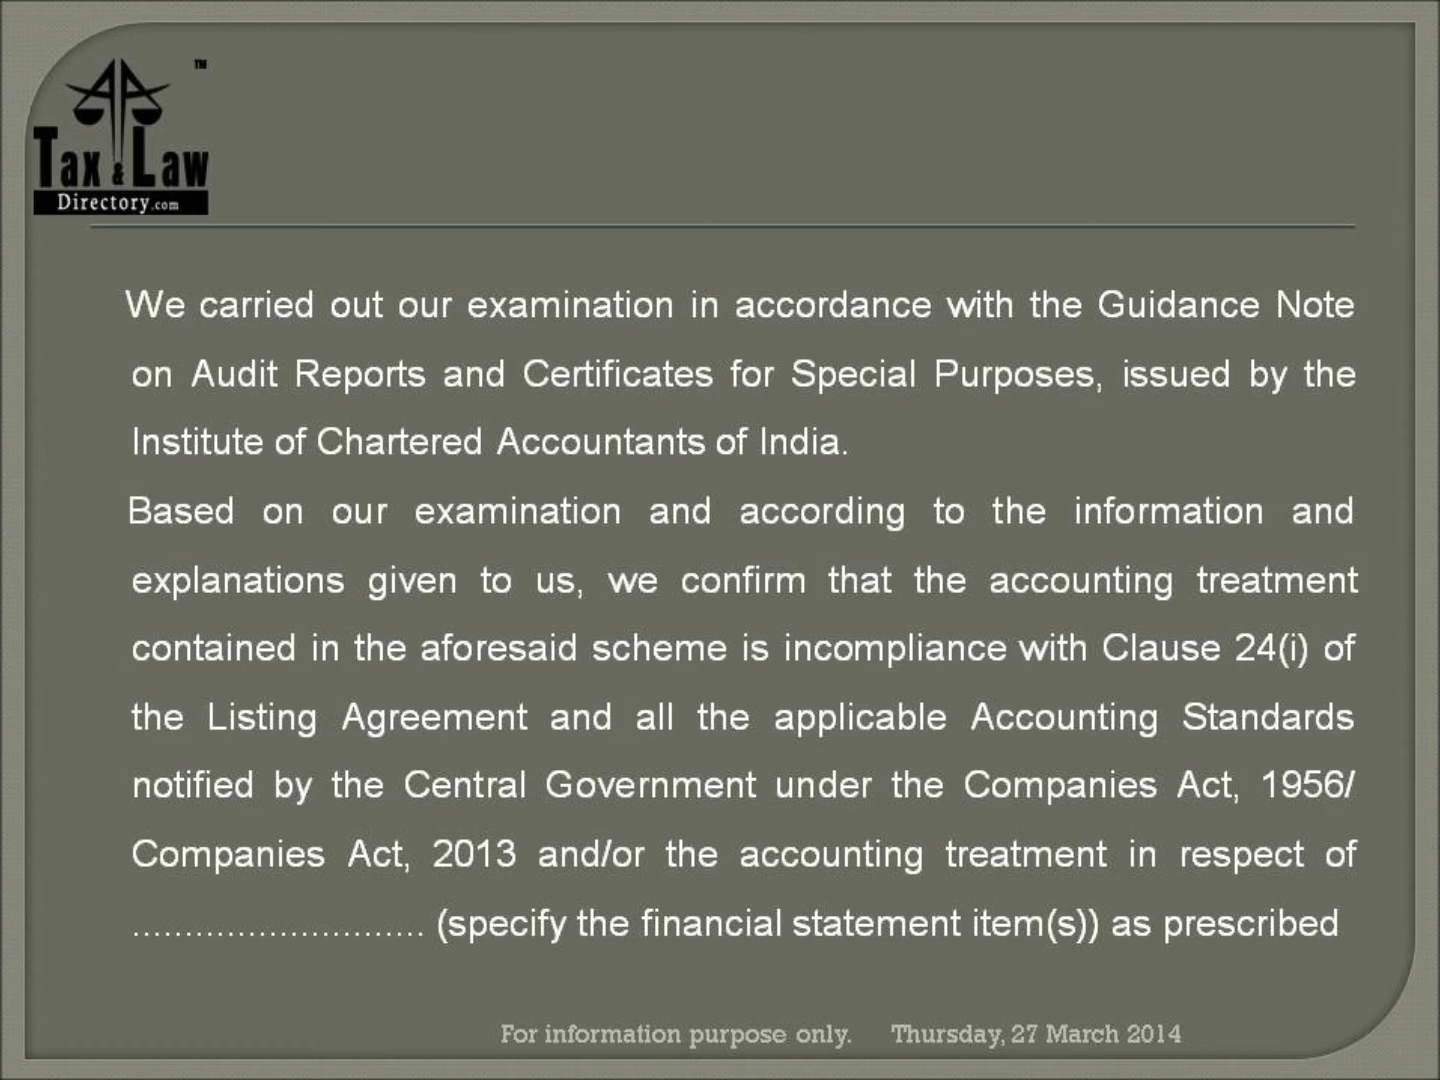 TM
Tax & Law
Directory.com
We carried out our examination in accordance with the Guidance Note
on Audit Reports and Certificates for Special Purposes, issued by the
Institute of Chartered Accountants of India.
Based on our examination and according to the information and
explanations given to us, we confirm that the accounting treatment
contained in the aforesaid scheme is incompliance with Clause 24(i) of
the Listing Agreement and all the applicable Accounting Standards
notified by the Central Government under the Companies Act, 1956/
Companies Act, 2013 and/or the accounting treatment in respect of
............................ (specify the financial statement item(s)) as prescribed
For information purpose only. Thursday, 27 March 2014